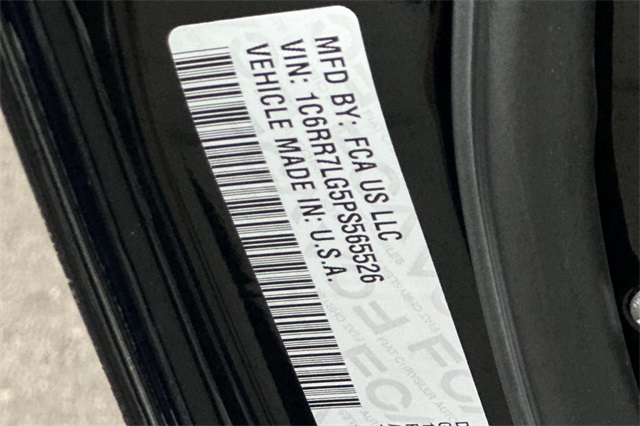 MFD BY: FCA US LLC
VIN: 1C6RR7LG5PS565526
VEHICLE MADE IN: U.S.A.